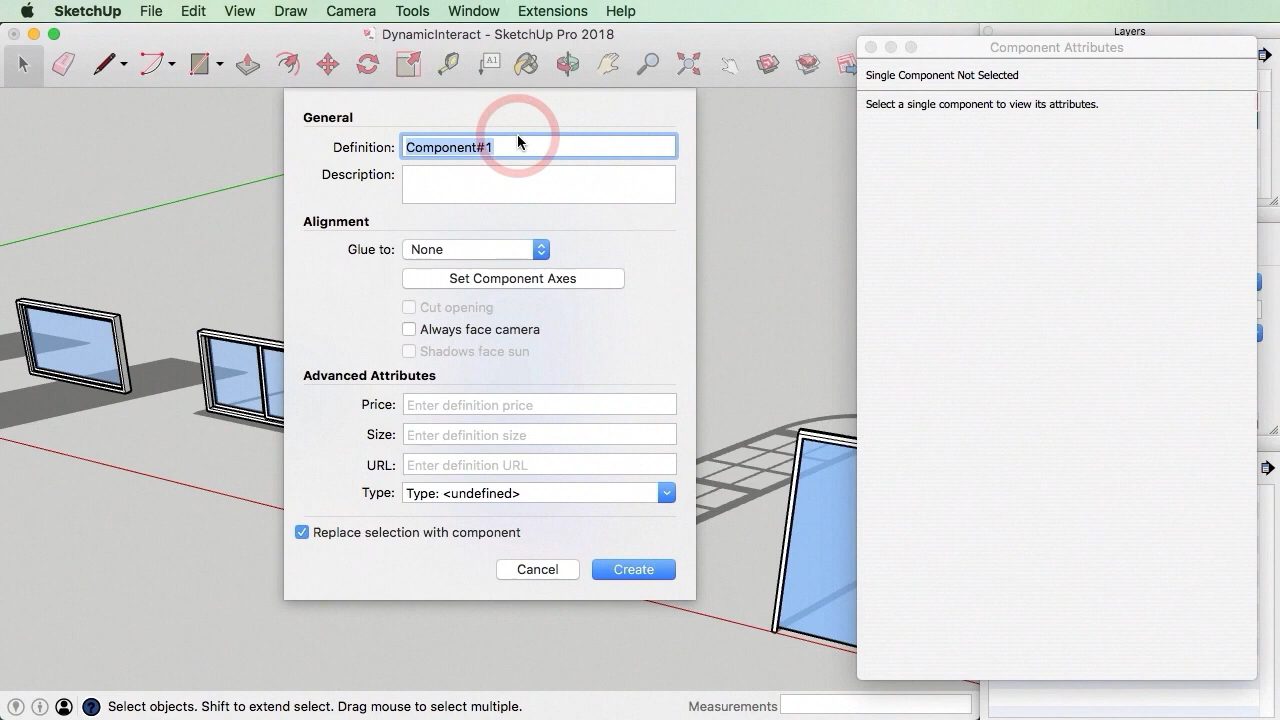 SketchUp File Edit View Draw Camera Tools Window Extensions Help
DynamicInteract - SketchUp Pro 2018
Layers
Component Attributes
Single Component Not Selected
Select a single component to view its attributes.
General
Definition: Component#1
Description:
Alignment
Glue to: None
Set Component Axes
Cut opening
Always face camera
Shadows face sun
Advanced Attributes
Price: Enter definition price
Size: Enter definition size
URL: Enter definition URL
Type: Type: <undefined>
Replace selection with component
Cancel Create
Select objects. Shift to extend select. Drag mouse to select multiple. Measurements